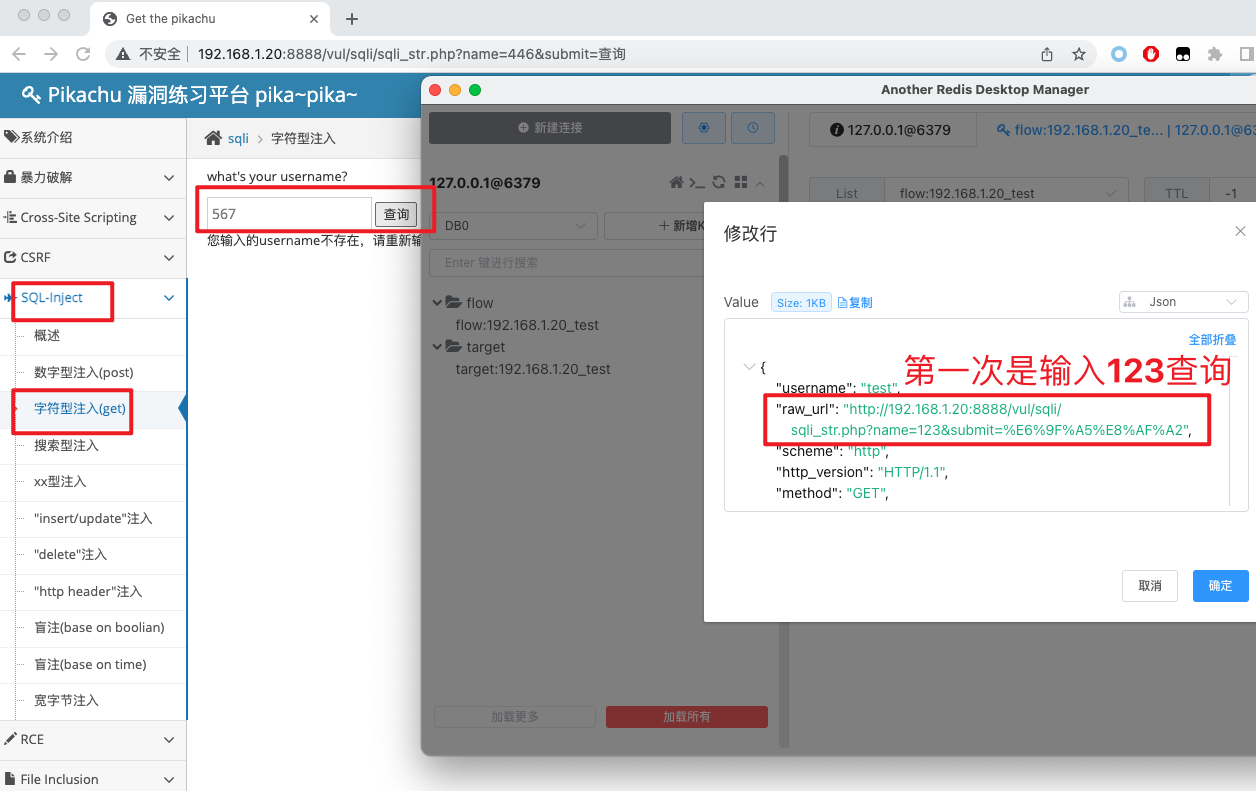 Get the pikachu
不安全
192.168.1.20:8888/vul/sqli/sqli_str.php?name=446&submit=查询
Pikachu 漏洞练习平台 pika~pika~
系统介绍
暴力破解
Cross-Site Scripting
CSRF
SQL-Inject
概述
数字型注入(post)
字符型注入(get)
搜索型注入
xx型注入
"insert/update"注入
"delete"注入
"http header"注入
盲注(base on boolian)
盲注(base on time)
宽字节注入
RCE
File Inclusion
sqli > 字符型注入
what's your username?
567
查询
您输入的username不存在，请重新输
Another Redis Desktop Manager
新建连接
127.0.0.1@6379
DB0
新增K
Enter 键进行搜索
flow
flow:192.168.1.20_test
target
target:192.168.1.20_test
加载更多
加载所有
127.0.0.1@6379
flow:192.168.1.20_te... | 127.0.0.1@63
List
flow:192.168.1.20_test
TTL
-1
修改行
Value
Size: 1KB
复制
Json
全部折叠
第一次是输入123查询
{
"username": "test",
"raw_url": "http://192.168.1.20:8888/vul/sqli/
sqli_str.php?name=123&submit=%E6%9F%A5%E8%AF%A2",
"scheme": "http",
"http_version": "HTTP/1.1",
"method": "GET",
取消
确定